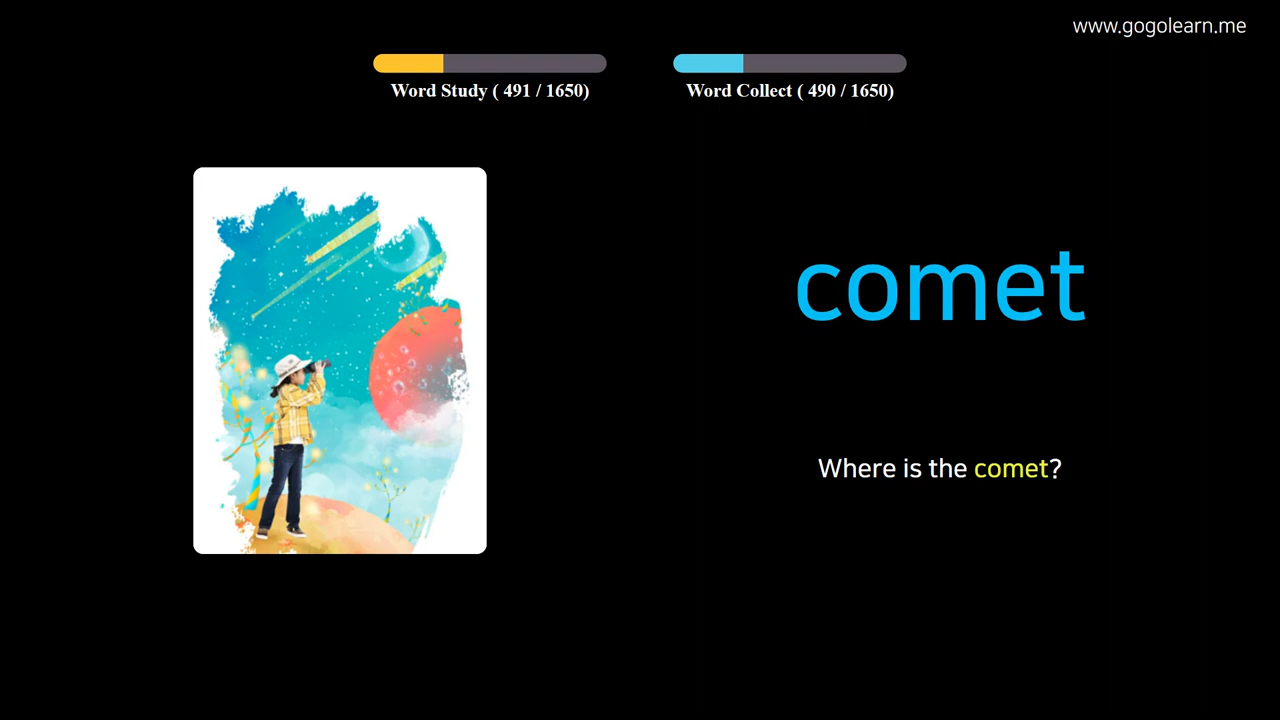 www.gogolearn.me
Word Study ( 491 / 1650)
Word Collect ( 490 / 1650)
comet
Where is the comet?